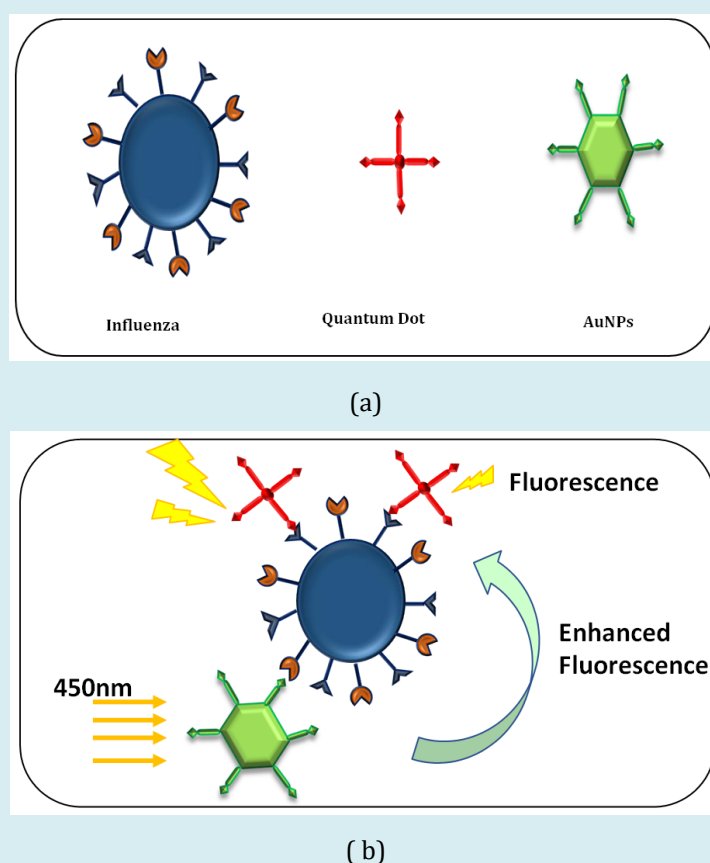 Influenza
Quantum Dot
AuNPs
(a)
Fluorescence
Enhanced
Fluorescence
450nm
( b)